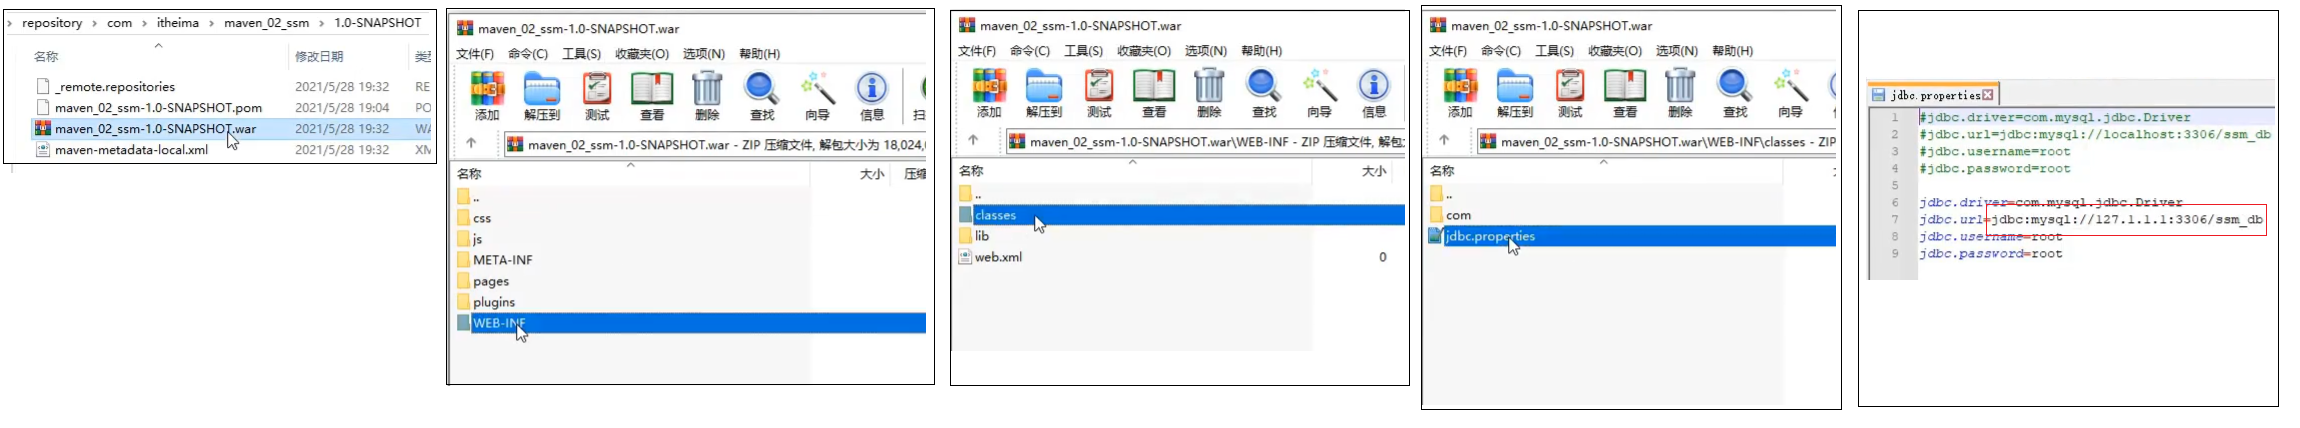 › repository › com › itheima › maven_02_ssm › 1.0-SNAPSHOT
名称 修改日期
_remote.repositories 2021/5/28 19:32 RE
maven_02_ssm-1.0-SNAPSHOT.pom 2021/5/28 19:04 PO
maven_02_ssm-1.0-SNAPSHOT.war 2021/5/28 19:32 WA
maven-metadata-local.xml 2021/5/28 19:32 XM
maven_02_ssm-1.0-SNAPSHOT.war
文件(F) 命令(C) 工具(S) 收藏夹(O) 选项(N) 帮助(H)
添加 解压到 测试 查看 删除 查找 向导 信息
maven_02_ssm-1.0-SNAPSHOT.war - ZIP 压缩文件, 解包大小为 18,024,
名称 大小 压缩
..
css
js
META-INF
pages
plugins
WEB-INF
maven_02_ssm-1.0-SNAPSHOT.war
文件(F) 命令(C) 工具(S) 收藏夹(O) 选项(N) 帮助(H)
添加 解压到 测试 查看 删除 查找 向导 信息
maven_02_ssm-1.0-SNAPSHOT.war\WEB-INF - ZIP 压缩文件, 解包
名称 大小
..
classes
lib
web.xml 0
maven_02_ssm-1.0-SNAPSHOT.war
文件(F) 命令(C) 工具(S) 收藏夹(O) 选项(N) 帮助(H)
添加 解压到 测试 查看 删除 查找 向导 信息
maven_02_ssm-1.0-SNAPSHOT.war\WEB-INF\classes - ZIP
名称
..
com
jdbc.properties
jdbc.properties
1 #jdbc.driver=com.mysql.jdbc.Driver
2 #jdbc.url=jdbc:mysql://localhost:3306/ssm_db
3 #jdbc.username=root
4 #jdbc.password=root
5
6 jdbc.driver=com.mysql.jdbc.Driver
7 jdbc.url=jdbc:mysql://127.1.1.1:3306/ssm_db
8 jdbc.username=root
9 jdbc.password=root